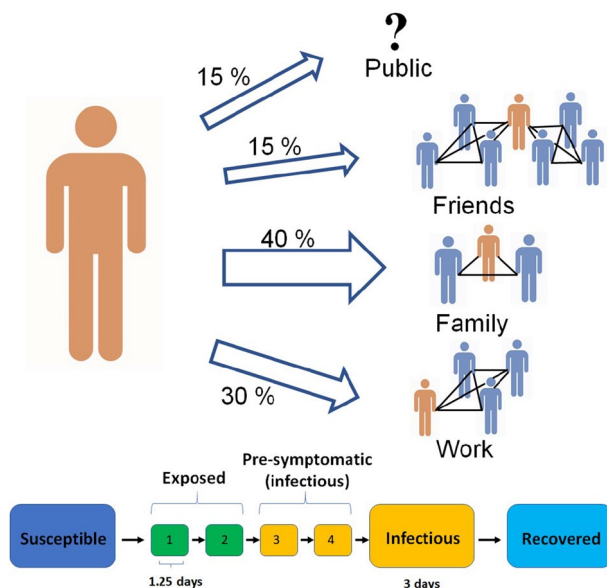 ?
Public
15 %
15 %
Friends
40 %
Family
30 %
Work
Exposed
Pre-symptomatic
(infectious)
Susceptible
1
2
3
4
Infectious
Recovered
1.25 days
3 days